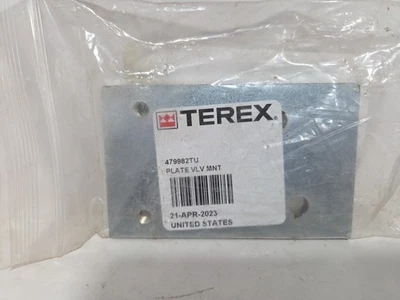 TEREX.
479982TU
PLATE VLV MNT
21-APR-2023
UNITED STATES